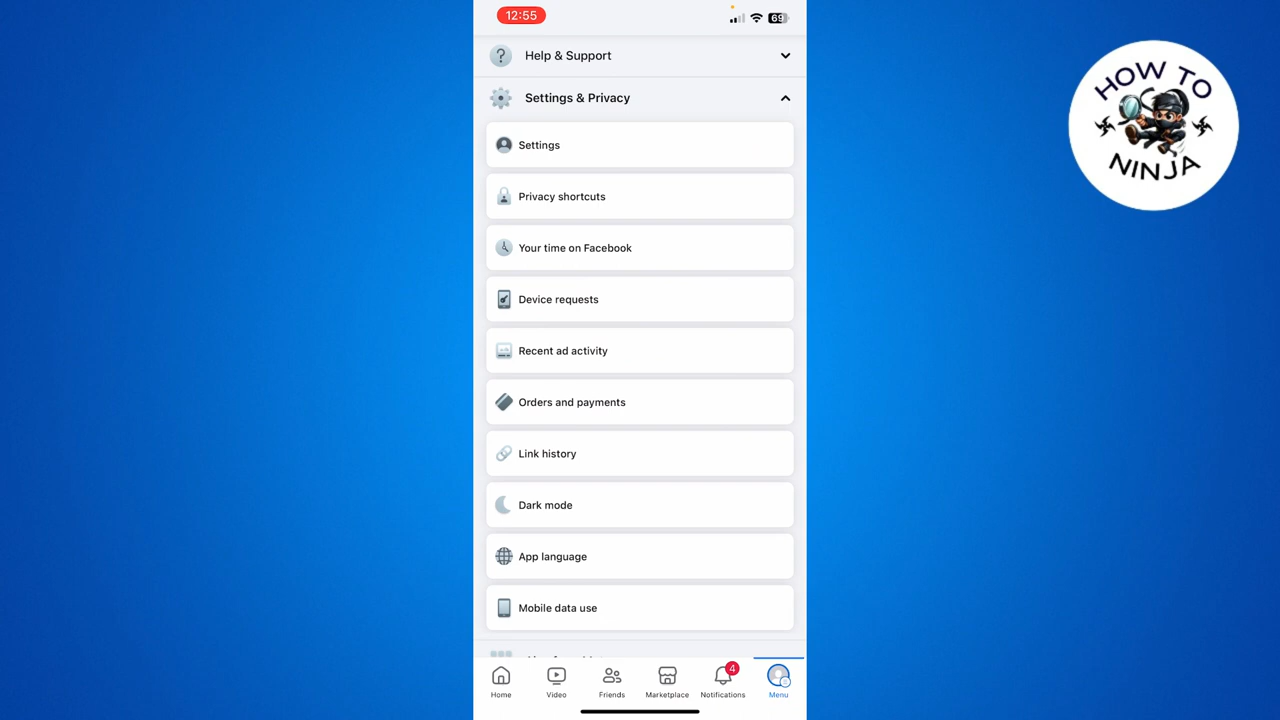 12:55
69
Help & Support
Settings & Privacy
Settings
Privacy shortcuts
Your time on Facebook
Device requests
Recent ad activity
Orders and payments
Link history
Dark mode
App language
Mobile data use
4
Home
Video
Friends
Marketplace
Notifications
Menu
HOW TO
NINJA